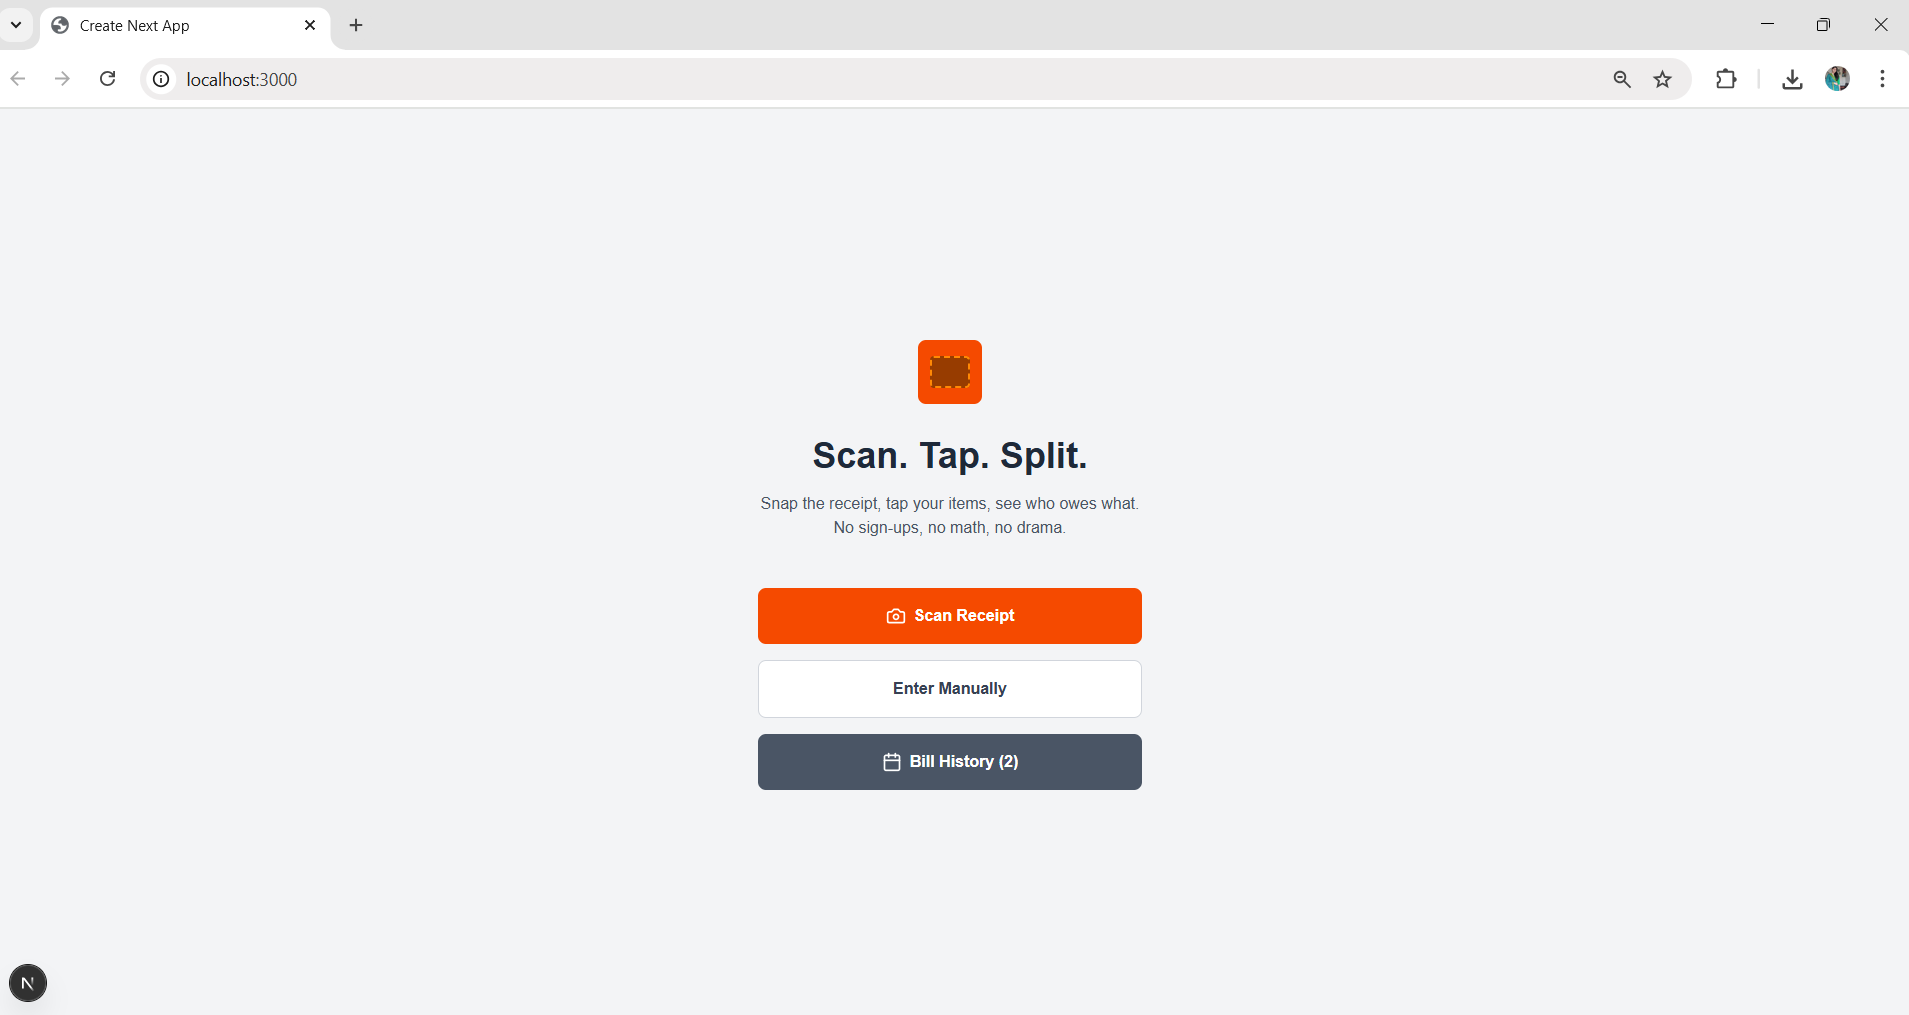 Create Next App
localhost:3000
Scan. Tap. Split.
Snap the receipt, tap your items, see who owes what.
No sign-ups, no math, no drama.
Scan Receipt
Enter Manually
Bill History (2)
N